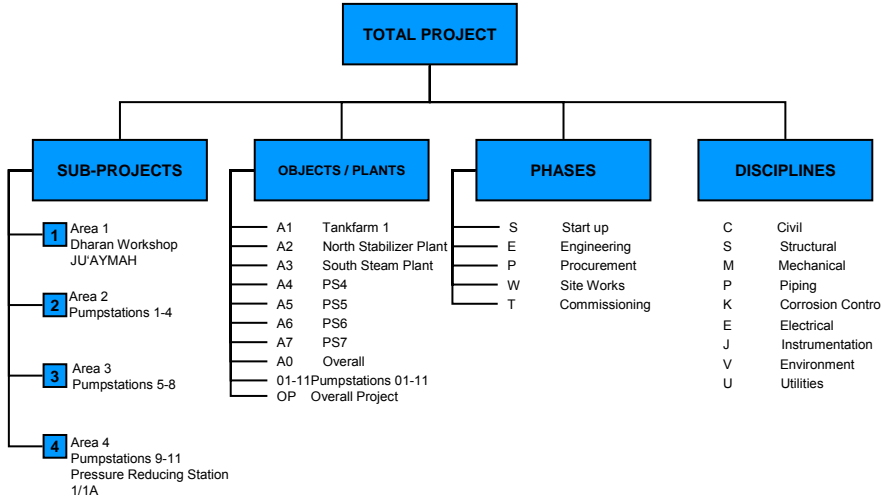 TOTAL PROJECT
SUB-PROJECTS
1
Area 1
Dharan Workshop
JU'AYMAH
2
Area 2
Pumpstations 1-4
3
Area 3
Pumpstations 5-8
4
Area 4
Pumpstations 9-11
Pressure Reducing Station
1/1A
OBJECTS / PLANTS
A1 Tankfarm 1
A2 North Stabilizer Plant
A3 South Steam Plant
A4 PS4
A5 PS5
A6 PS6
A7 PS7
A0 Overall
01-11Pumpstations 01-11
OP Overall Project
PHASES
S Start up
E Engineering
P Procurement
W Site Works
T Commissioning
DISCIPLINES
C Civil
S Structural
M Mechanical
P Piping
K Corrosion Contro
E Electrical
J Instrumentation
V Environment
U Utilities